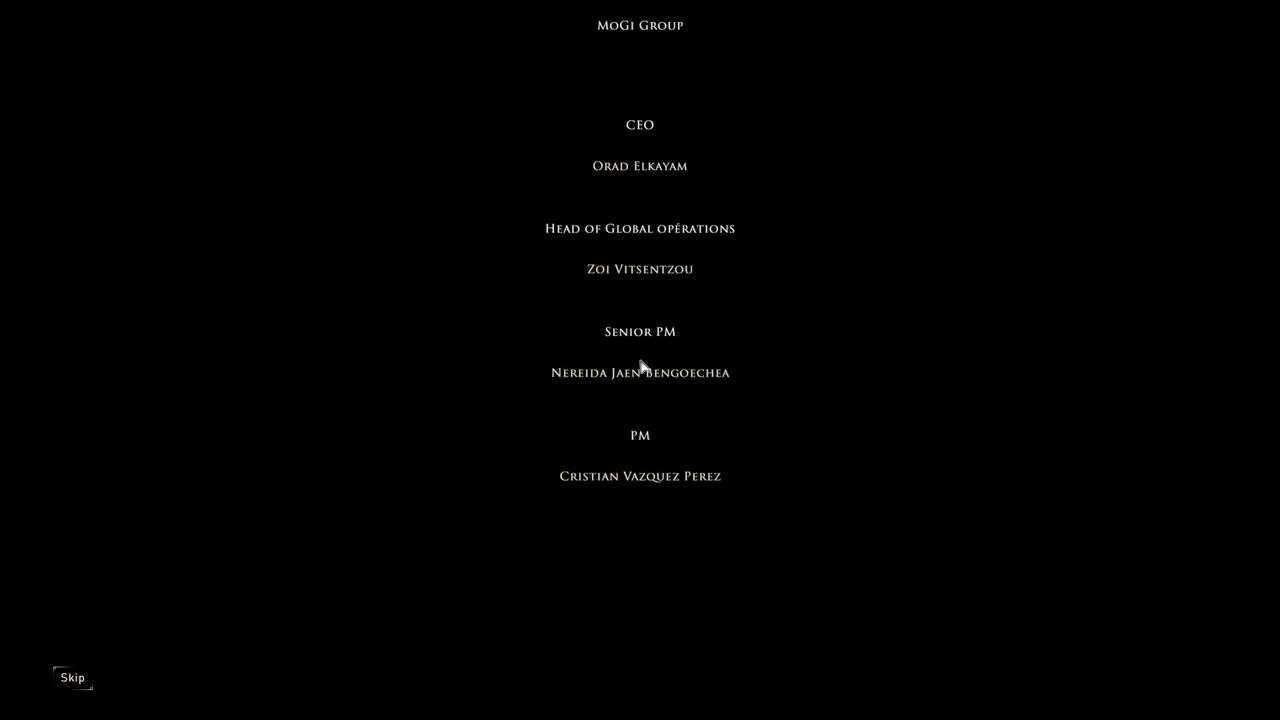 MoGi Group
CEO
Orad Elkayam
Head of Global opérations
Zoi Vitsentzou
Senior PM
Nereida Jaen Bengoechea
PM
Cristian Vazquez Perez
Skip